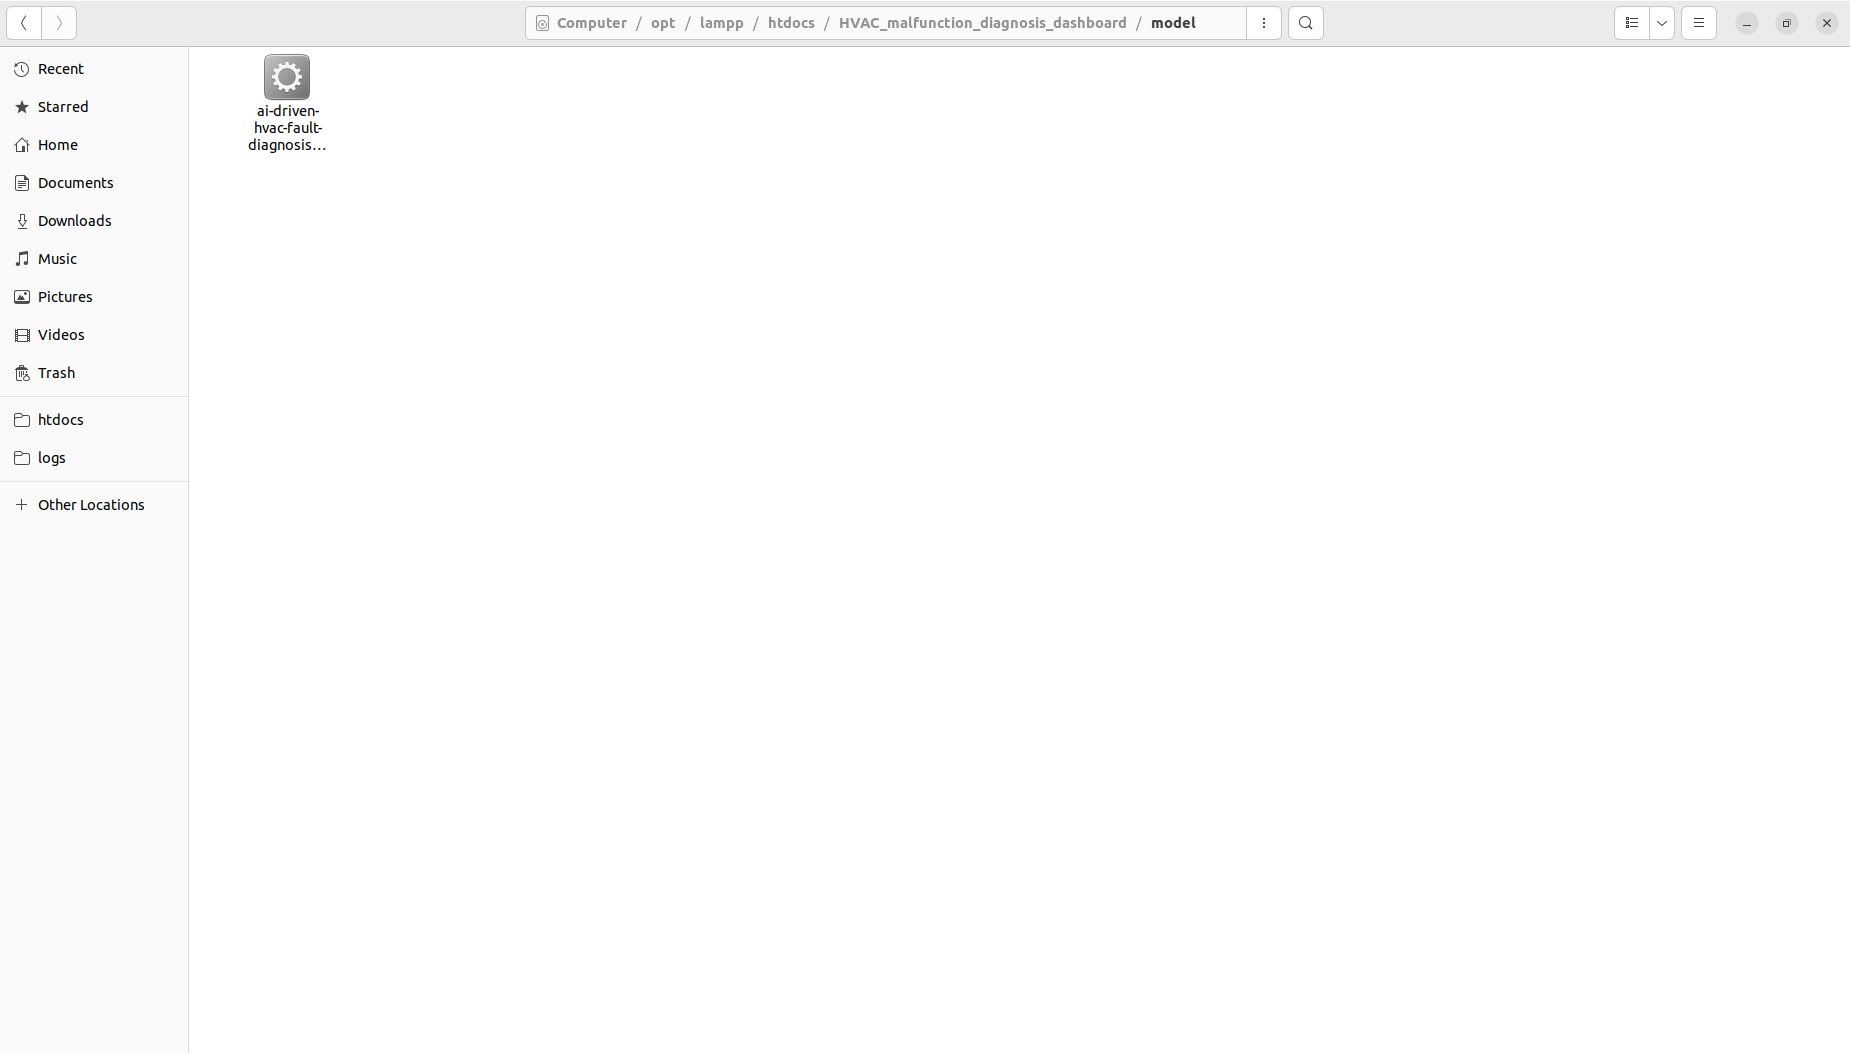 Computer / opt / lampp / htdocs / HVAC_malfunction_diagnosis_dashboard / model
Recent
Starred
Home
Documents
Downloads
Music
Pictures
Videos
Trash
htdocs
logs
Other Locations
ai-driven-
hvac-fault-
diagnosis...